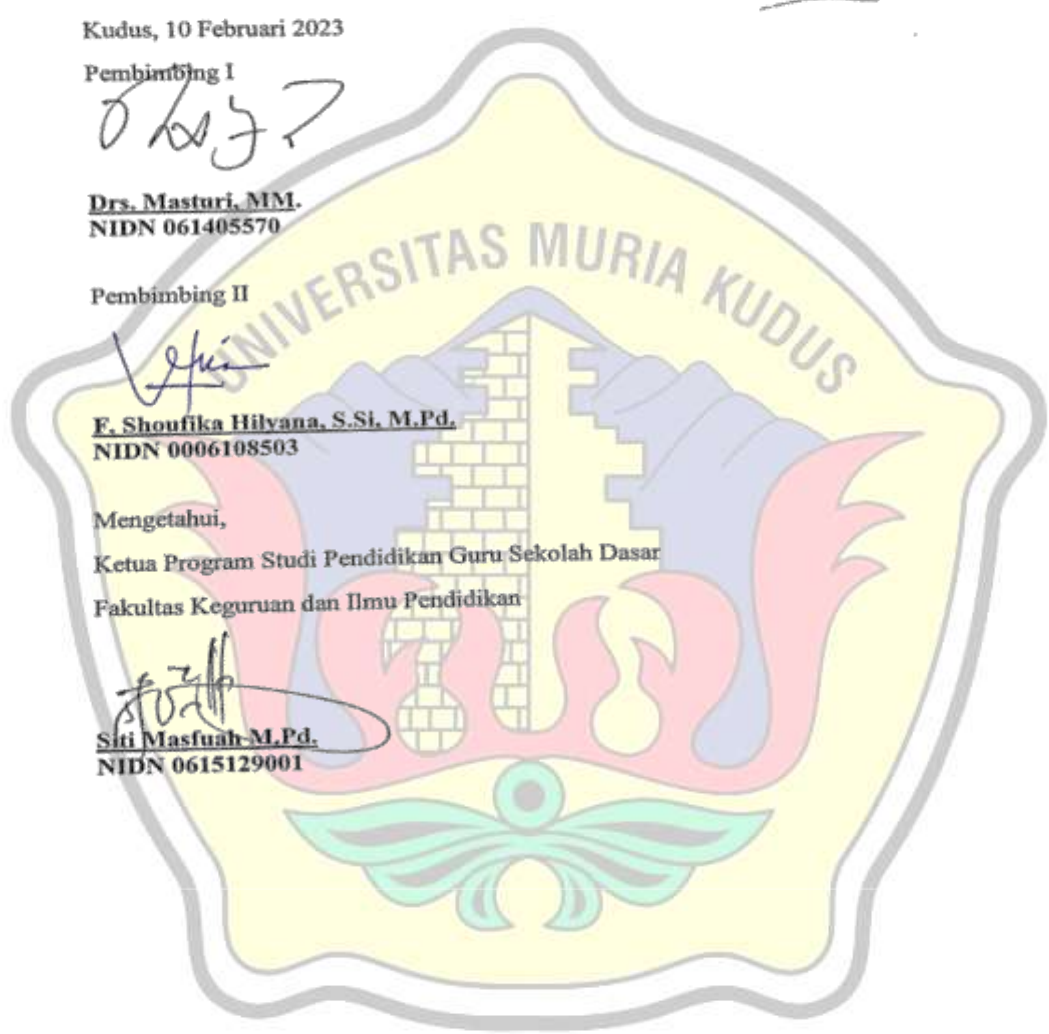 Kudus, 10 Februari 2023
Pembimbing I
Drs. Masturi, MM.
NIDN 061405570
Pembimbing II
F. Shoufika Hilyana, S.Si, M.Pd.
NIDN 0006108503
Mengetahui,
Ketua Program Studi Pendidikan Guru Sekolah Dasar
Fakultas Keguruan dan Ilmu Pendidikan
Siti Masfuah M.Pd.
NIDN 0615129001
UNIVERSITAS MURIA KUDUS